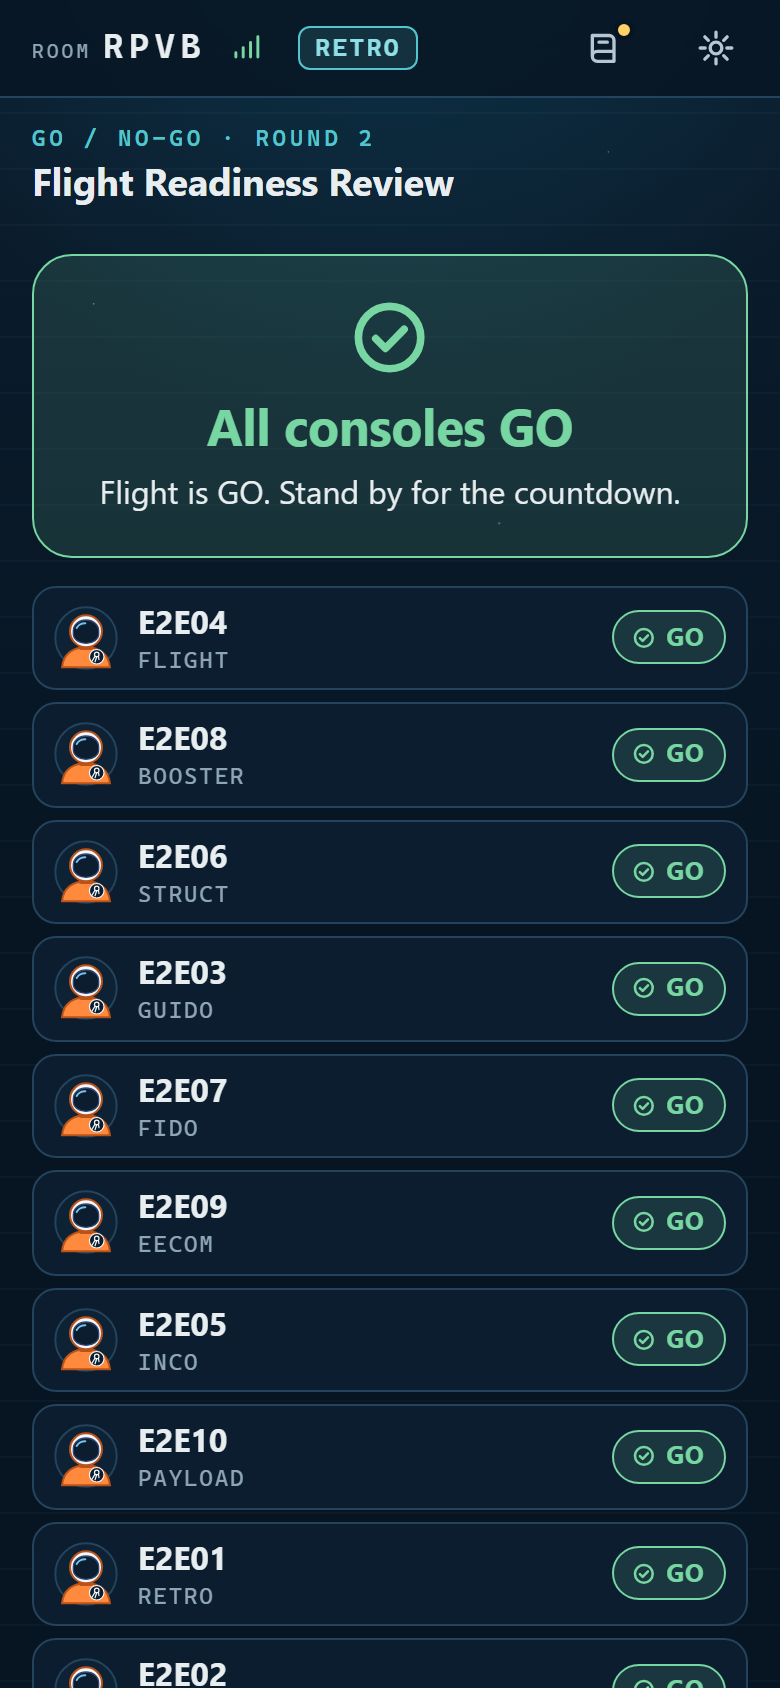 ROOM RPVB RETRO
GO / NO-GO · ROUND 2
Flight Readiness Review
All consoles GO
Flight is GO. Stand by for the countdown.
E2E04
FLIGHT
GO
E2E08
BOOSTER
GO
E2E06
STRUCT
GO
E2E03
GUIDO
GO
E2E07
FIDO
GO
E2E09
EECOM
GO
E2E05
INCO
GO
E2E10
PAYLOAD
GO
E2E01
RETRO
GO
E2E02
GO